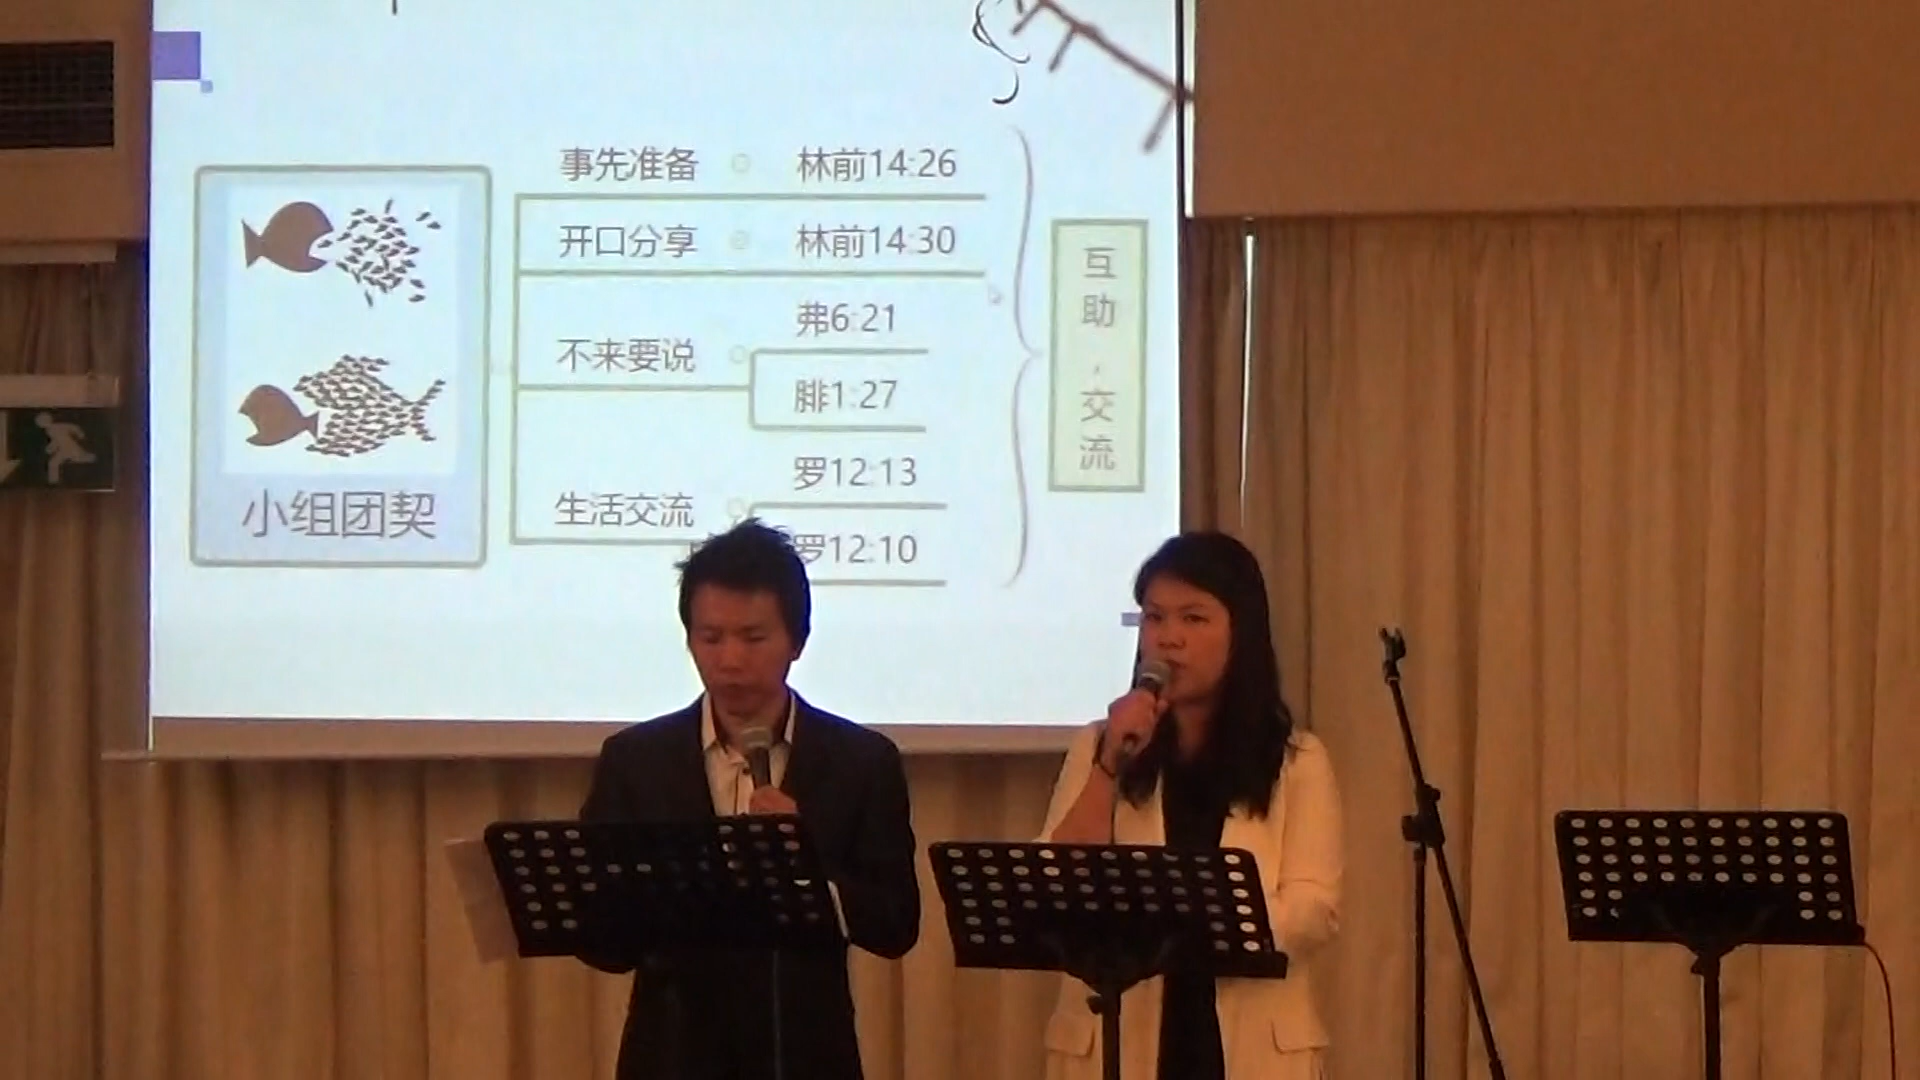 事先准备 林前14:26
开口分享 林前14:30
不来要说 弗6:21
腓1:27
生活交流 罗12:13
罗12:10
小组团契
互助，交流